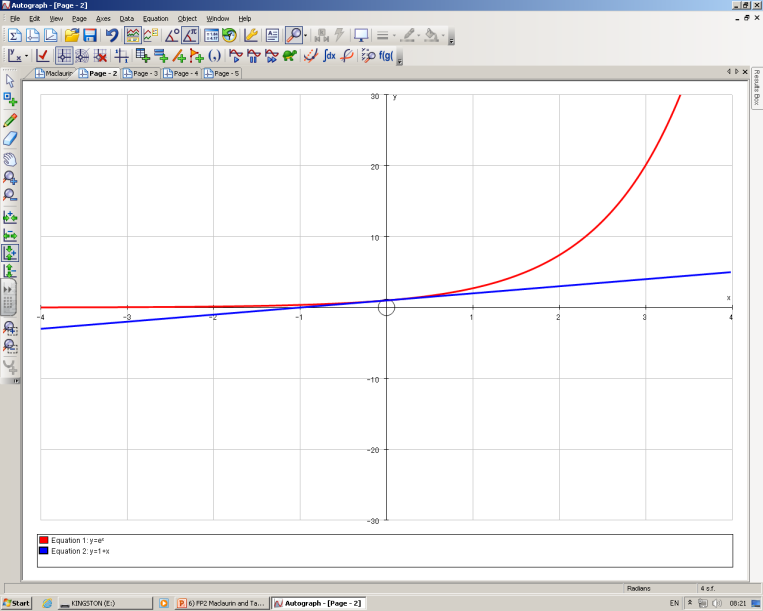 Autograph - [Page - 2]
File Edit View Page Axes Data Equation Object Window Help
Maclaurin Page - 2 Page - 3 Page - 4 Page - 5
Results Box
y
30
20
10
-10
-20
-30
-4 -3 -2 -1 1 2 3 4
x
Equation 1: y=eˣ
Equation 2: y=1+x
Radians 4 s.f.
Start KINGSTON (E:) 6) FP2 Maclaurin and Ta... Autograph - [Page - 2] EN 08:21